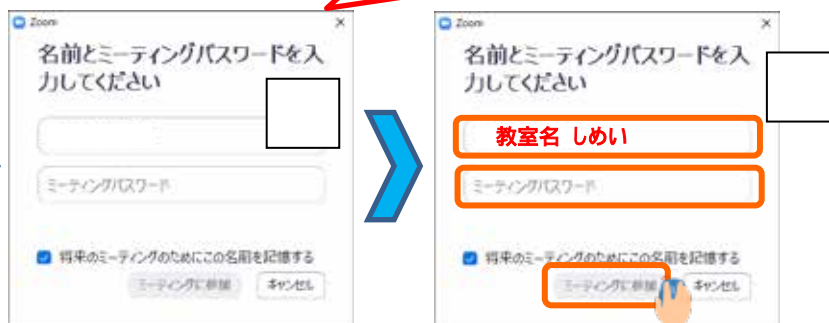 Zoom
名前とミーティングパスワードを入
力してください
ミーティングパスワード
将来のミーティングのためにこの名前を記憶する
ミーティングに参加
キャンセル
Zoom
名前とミーティングパスワードを入
力してください
教室名 しめい
ミーティングパスワード
将来のミーティングのためにこの名前を記憶する
ミーティングに参加
キャンセル